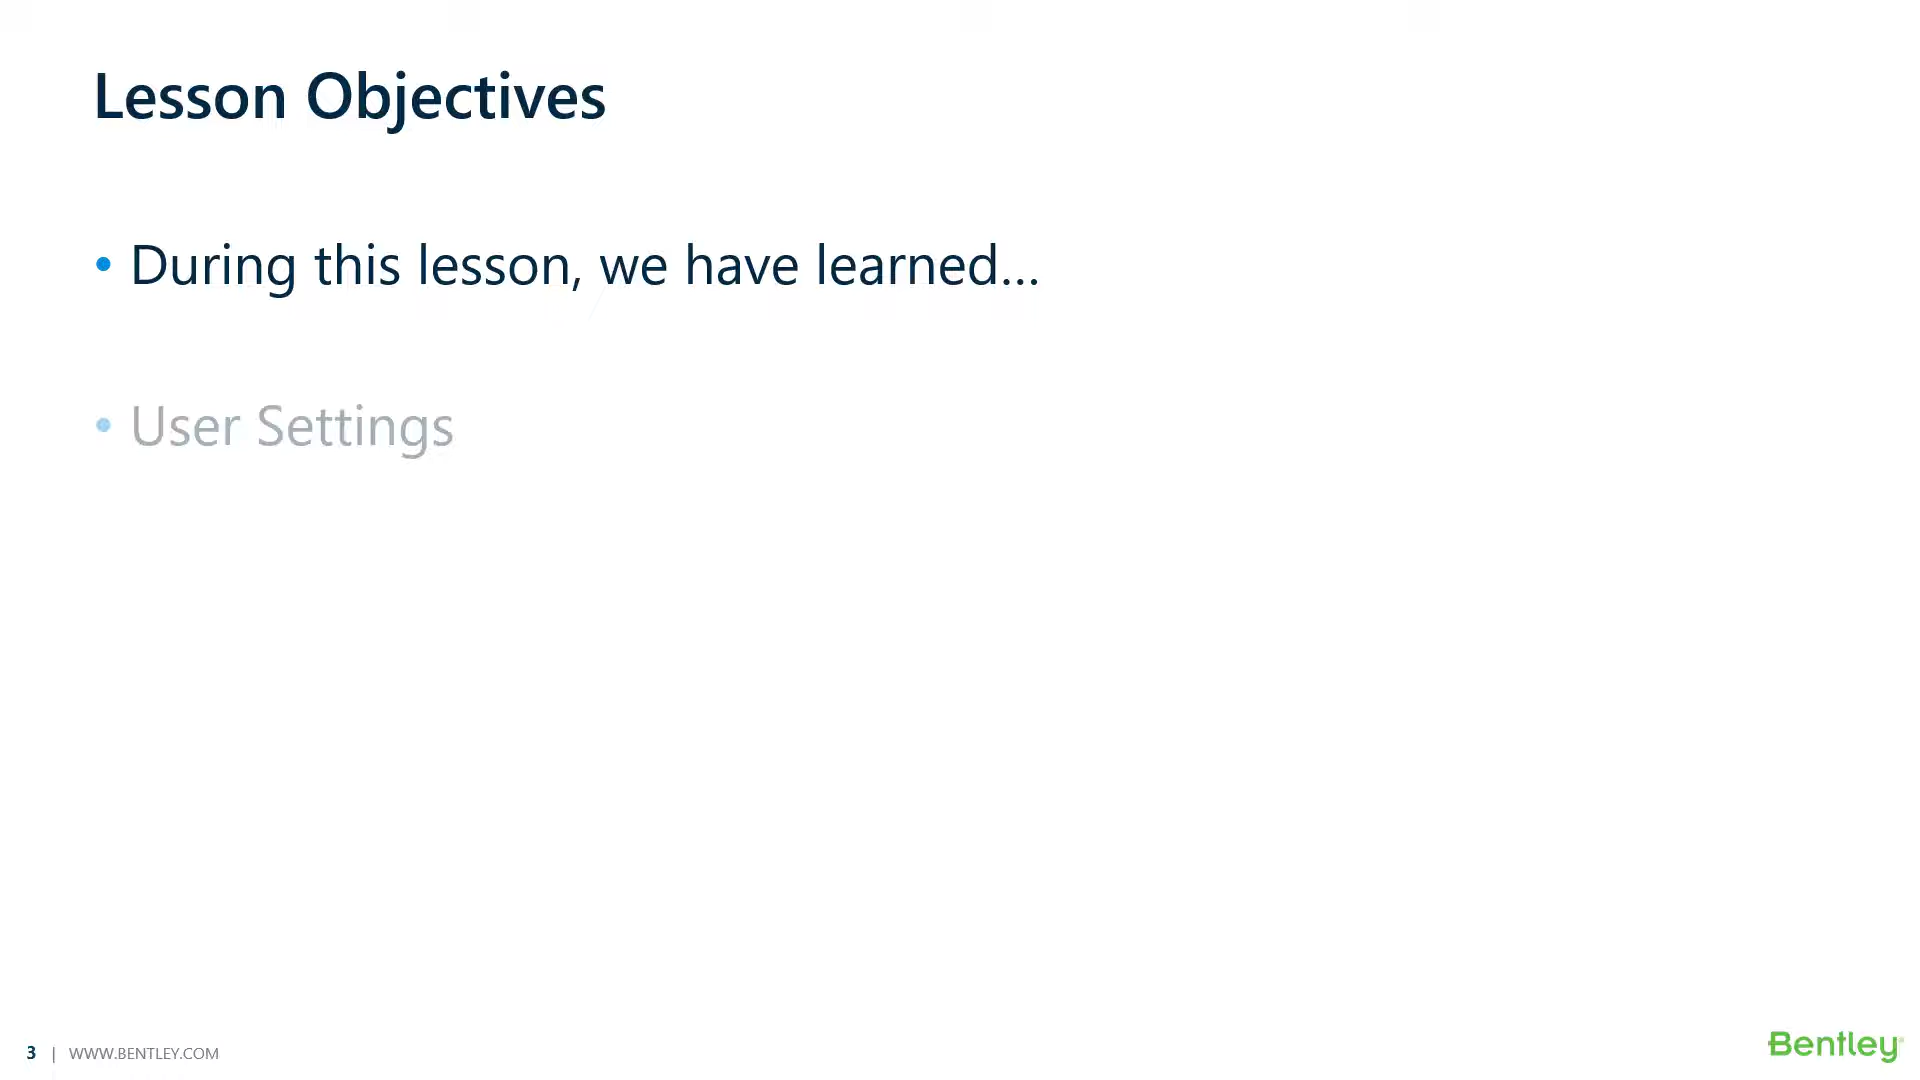 Lesson Objectives
• During this lesson, we have learned...
• User Settings
3 | WWW.BENTLEY.COM
Bentley